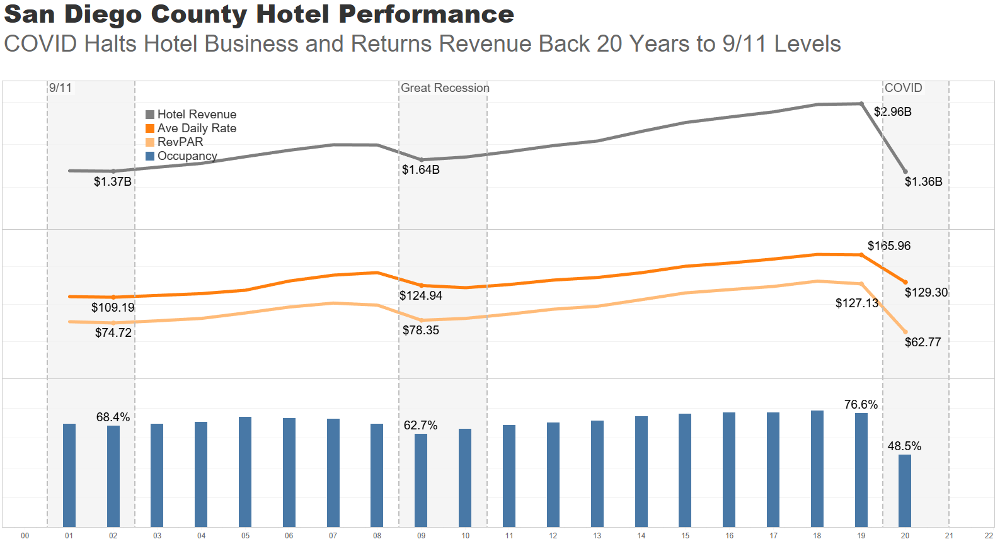 San Diego County Hotel Performance
COVID Halts Hotel Business and Returns Revenue Back 20 Years to 9/11 Levels
9/11
Great Recession
COVID
Hotel Revenue
Ave Daily Rate
RevPAR
Occupancy
$2.96B
$1.64B
$1.37B
$1.36B
$165.96
$109.19
$124.94
$129.30
$74.72
$78.35
$127.13
$62.77
68.4%
62.7%
76.6%
48.5%
00 01 02 03 04 05 06 07 08 09 10 11 12 13 14 15 16 17 18 19 20 21 22